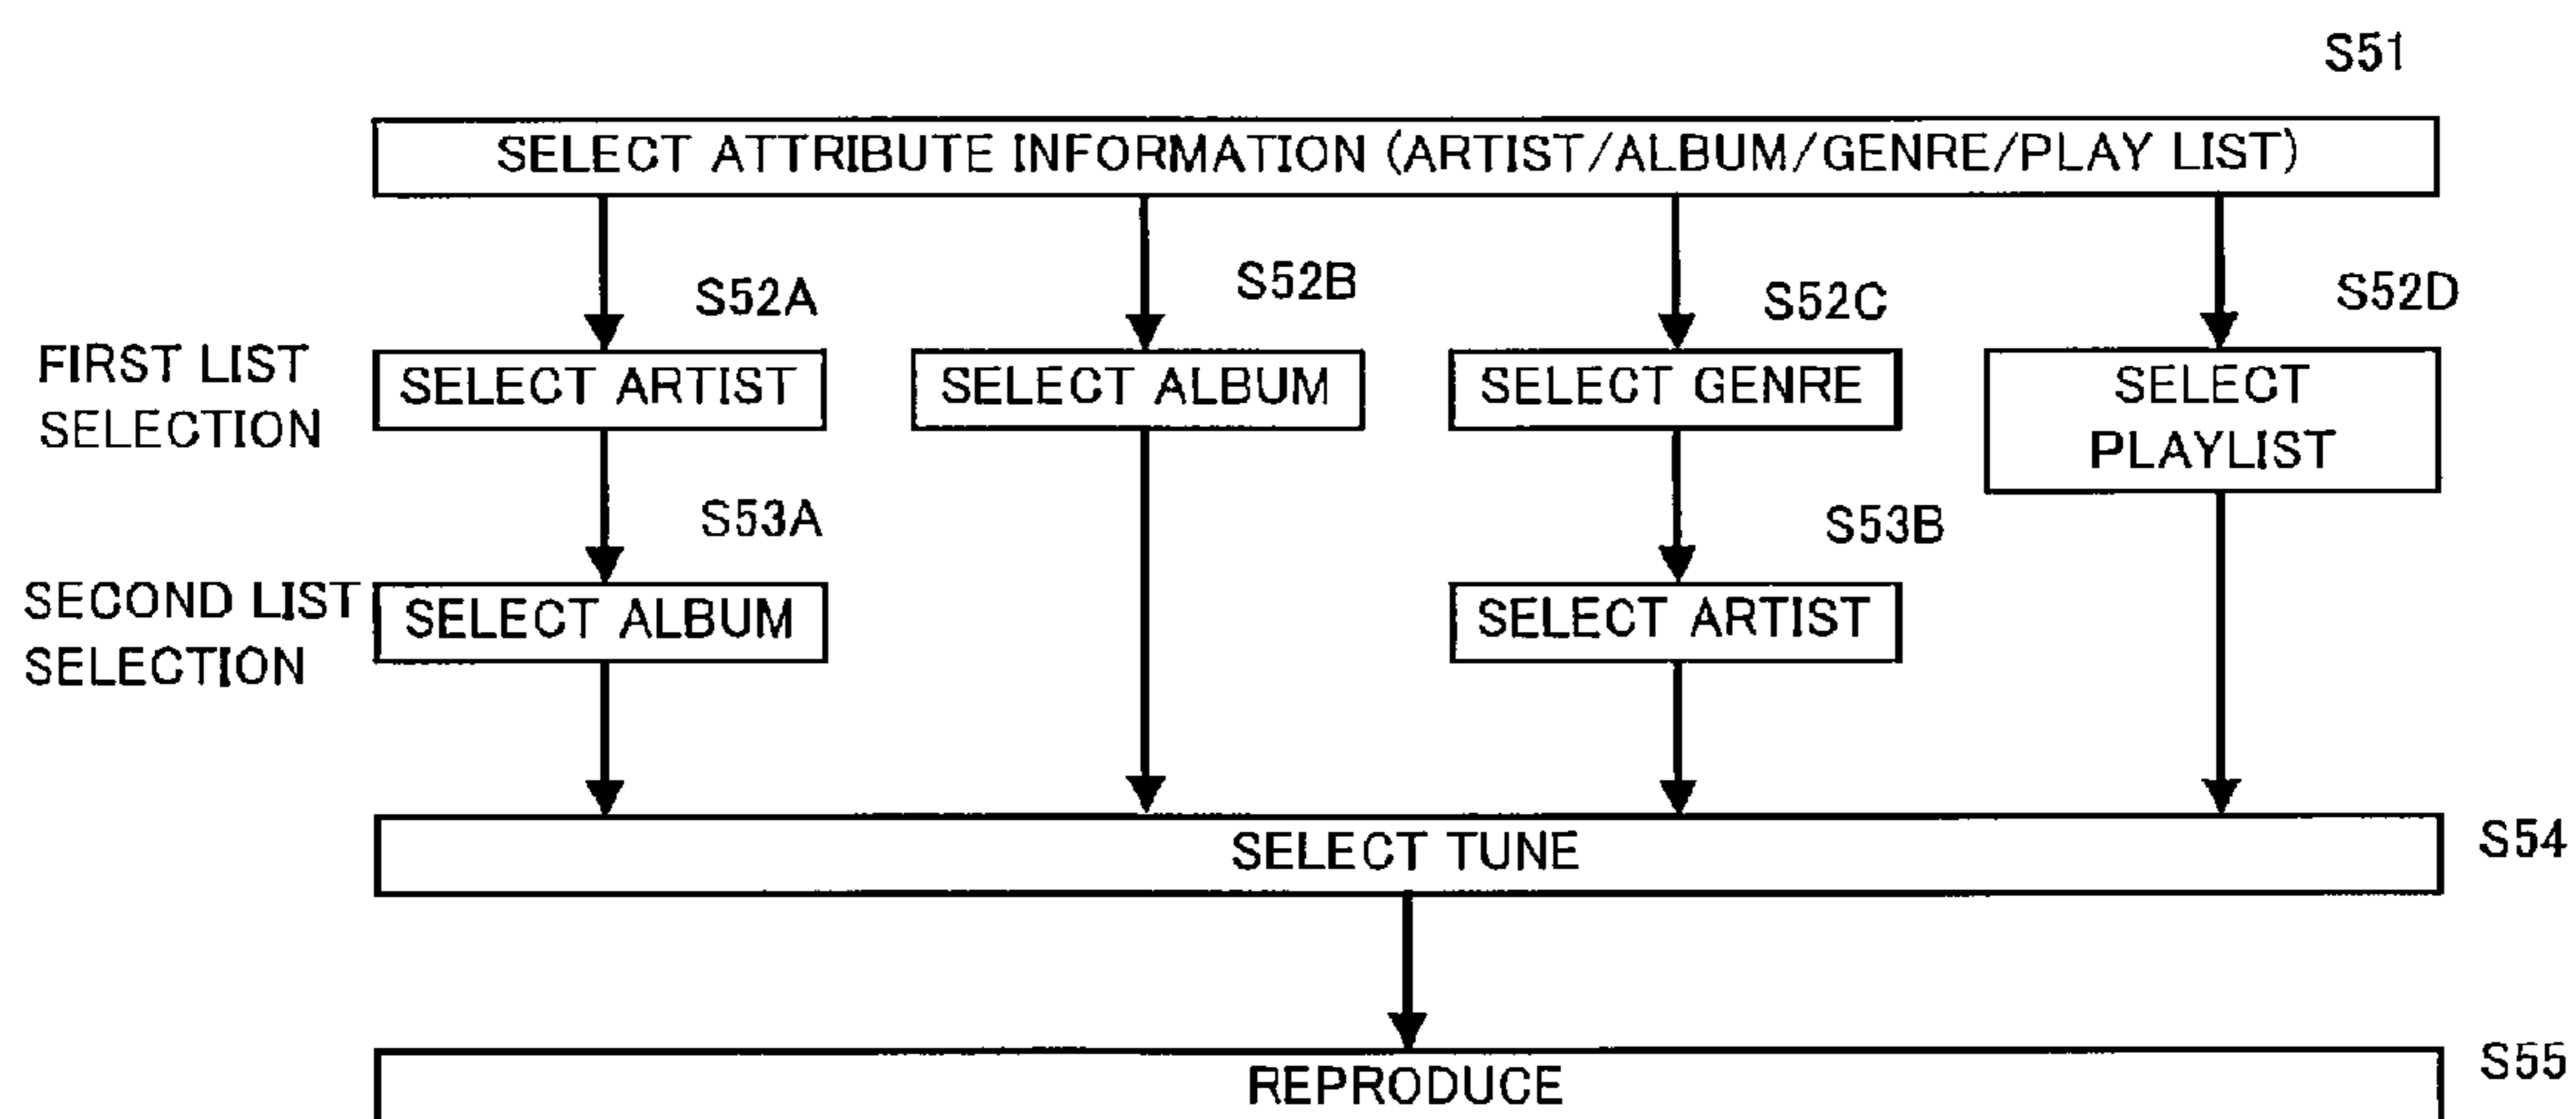 S51
SELECT ATTRIBUTE INFORMATION (ARTIST/ALBUM/GENRE/PLAY LIST)
S52A
S52B
S52C
S52D
FIRST LIST
SELECTION
SELECT ARTIST
SELECT ALBUM
SELECT GENRE
SELECT
PLAYLIST
S53A
S53B
SECOND LIST
SELECTION
SELECT ALBUM
SELECT ARTIST
SELECT TUNE
S54
REPRODUCE
S55